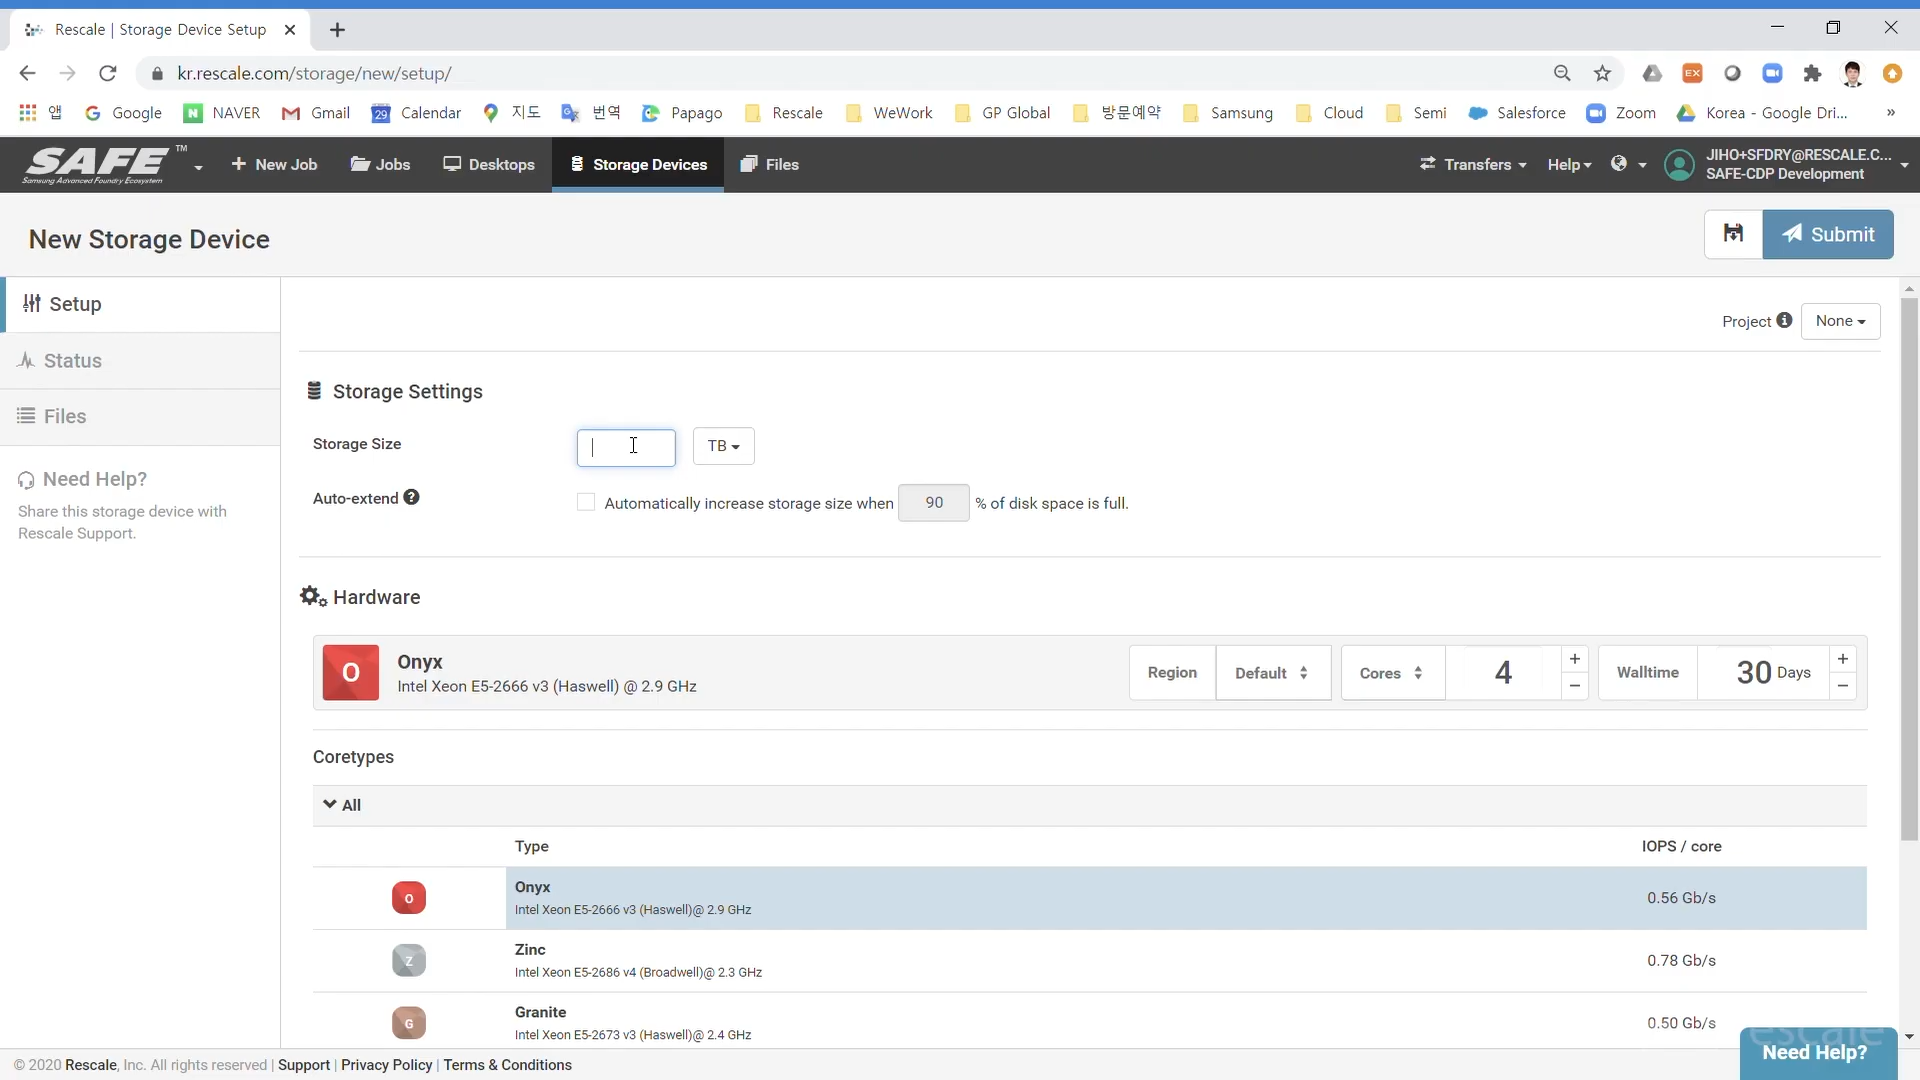 Rescale | Storage Device Setup
kr.rescale.com/storage/new/setup/
EX
앱 Google NAVER Gmail 29 Calendar 지도 번역 Papago Rescale WeWork GP Global 방문예약 Samsung Cloud Semi Salesforce Zoom Korea - Google Dri... »
SAFE™
Samsung Advanced Foundry Ecosystem
+ New Job Jobs Desktops Storage Devices Files Transfers Help
JIHO+SFDRY@RESCALE.C...
SAFE-CDP Development
New Storage Device
Submit
Setup
Status
Files
Need Help?
Share this storage device with
Rescale Support.
Project None
Storage Settings
Storage Size TB
Auto-extend Automatically increase storage size when 90 % of disk space is full.
Hardware
O
Onyx
Intel Xeon E5-2666 v3 (Haswell) @ 2.9 GHz
Region Default Cores 4 + - Walltime 30 Days + -
Coretypes
All
Type IOPS / core
O
Onyx
Intel Xeon E5-2666 v3 (Haswell)@ 2.9 GHz
0.56 Gb/s
Z
Zinc
Intel Xeon E5-2686 v4 (Broadwell)@ 2.3 GHz
0.78 Gb/s
G
Granite
Intel Xeon E5-2673 v3 (Haswell)@ 2.4 GHz
0.50 Gb/s
© 2020 Rescale, Inc. All rights reserved | Support | Privacy Policy | Terms & Conditions
Need Help?